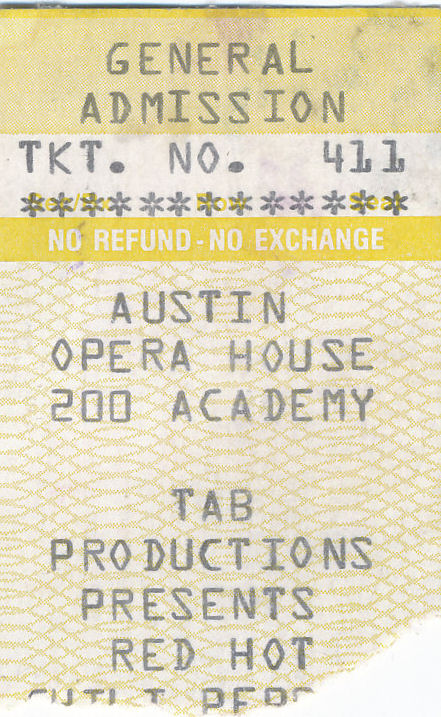 GENERAL
ADMISSION
TKT. NO. 411
************* 
NO REFUND - NO EXCHANGE
AUSTIN
OPERA HOUSE
200 ACADEMY
TAB
PRODUCTIONS
PRESENTS
RED HOT